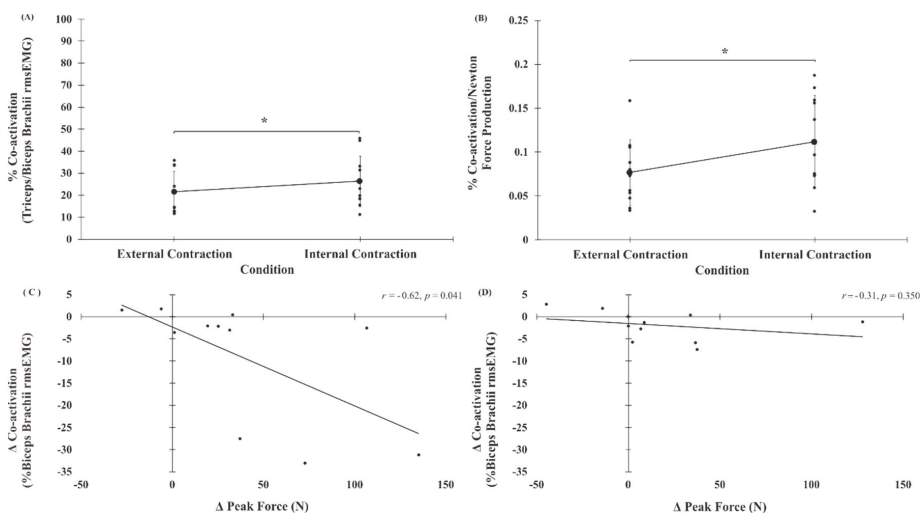 (A)
% Co-activation
(Triceps/Biceps Brachii rmsEMG)
100
90
80
70
60
50
40
30
20
10
0
*
External Contraction
Internal Contraction
Condition
(B)
% Co-activation/Newton
Force Production
0.25
0.2
0.15
0.1
0.05
0
*
External Contraction
Internal Contraction
Condition
(C)
r = -0.62, p = 0.041
Δ Co-activation
(%Biceps Brachii rmsEMG)
5
0
-5
-10
-15
-20
-25
-30
-35
-50
0
50
100
150
Δ Peak Force (N)
(D)
r = -0.31, p = 0.350
Δ Co-activation
(%Biceps Brachii rmsEMG)
5
0
-5
-10
-15
-20
-25
-30
-35
-50
0
50
100
150
Δ Peak Force (N)